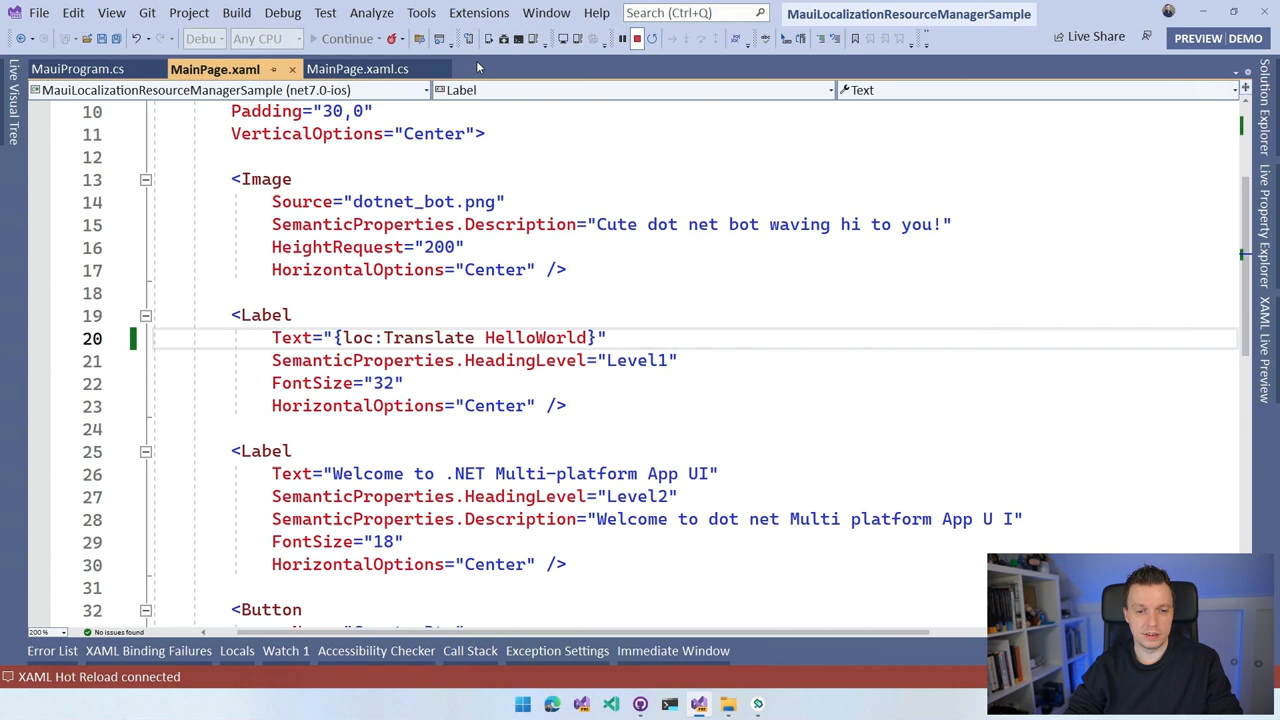 File Edit View Git Project Build Debug Test Analyze Tools Extensions Window Help Search (Ctrl+Q) MauiLocalizationResourceManagerSample
Debug Any CPU Continue Live Share PREVIEW / DEMO
MauiProgram.cs MainPage.xaml MainPage.xaml.cs
MauiLocalizationResourceManagerSample (net7.0-ios) Label Text
Live Visual Tree
10 Padding="30,0"
11 VerticalOptions="Center">
12
13 <Image
14 Source="dotnet_bot.png"
15 SemanticProperties.Description="Cute dot net bot waving hi to you!"
16 HeightRequest="200"
17 HorizontalOptions="Center" />
18
19 <Label
20 Text="{loc:Translate HelloWorld}"
21 SemanticProperties.HeadingLevel="Level1"
22 FontSize="32"
23 HorizontalOptions="Center" />
24
25 <Label
26 Text="Welcome to .NET Multi-platform App UI"
27 SemanticProperties.HeadingLevel="Level2"
28 SemanticProperties.Description="Welcome to dot net Multi platform App U I"
29 FontSize="18"
30 HorizontalOptions="Center" />
31
32 <Button
Solution Explorer
Live Property Explorer
XAML Live Preview
200 % No issues found
Error List XAML Binding Failures Locals Watch 1 Accessibility Checker Call Stack Exception Settings Immediate Window
XAML Hot Reload connected